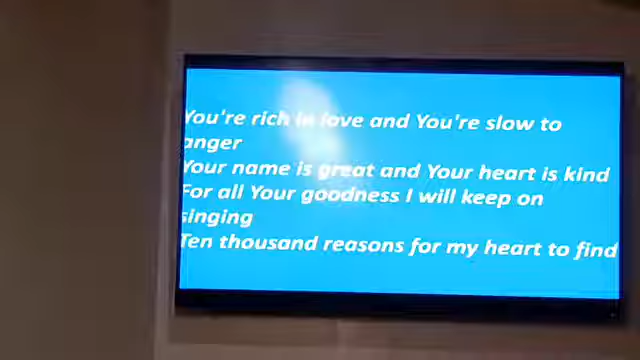 You're rich in love and You're slow to
anger
Your name is great and Your heart is kind
For all Your goodness I will keep on
singing
Ten thousand reasons for my heart to find